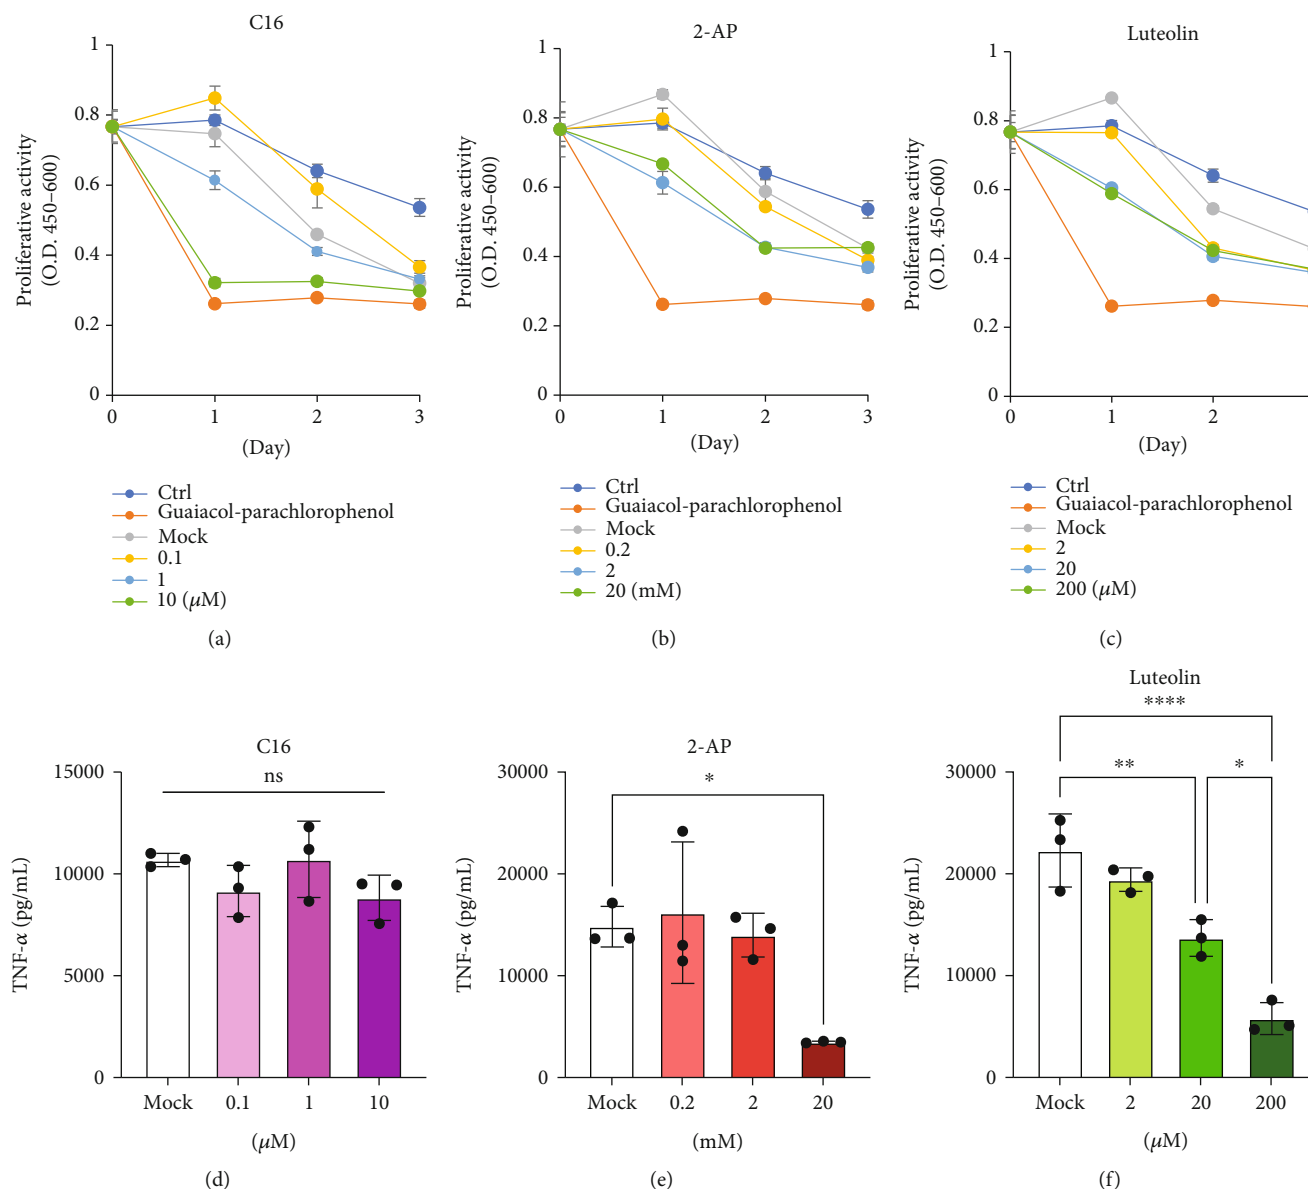 C16
Proliferative activity
(O.D. 450–600)
1
0.8
0.6
0.4
0.2
0
0 1 2 3
(Day)
Ctrl
Guaiacol-parachlorophenol
Mock
0.1
1
10 (μM)
(a)
2-AP
Proliferative activity
(O.D. 450–600)
1
0.8
0.6
0.4
0.2
0
0 1 2 3
(Day)
Ctrl
Guaiacol-parachlorophenol
Mock
0.2
2
20 (mM)
(b)
Luteolin
Proliferative activity
(O.D. 450–600)
1
0.8
0.6
0.4
0.2
0
0 1 2
(Day)
Ctrl
Guaiacol-parachlorophenol
Mock
2
20
200 (μM)
(c)
C16
ns
TNF-α (pg/mL)
15000
10000
5000
0
Mock 0.1 1 10
(μM)
(d)
2-AP
*
TNF-α (pg/mL)
30000
20000
10000
0
Mock 0.2 2 20
(mM)
(e)
Luteolin
****
** *
TNF-α (pg/mL)
30000
20000
10000
0
Mock 2 20 200
(μM)
(f)